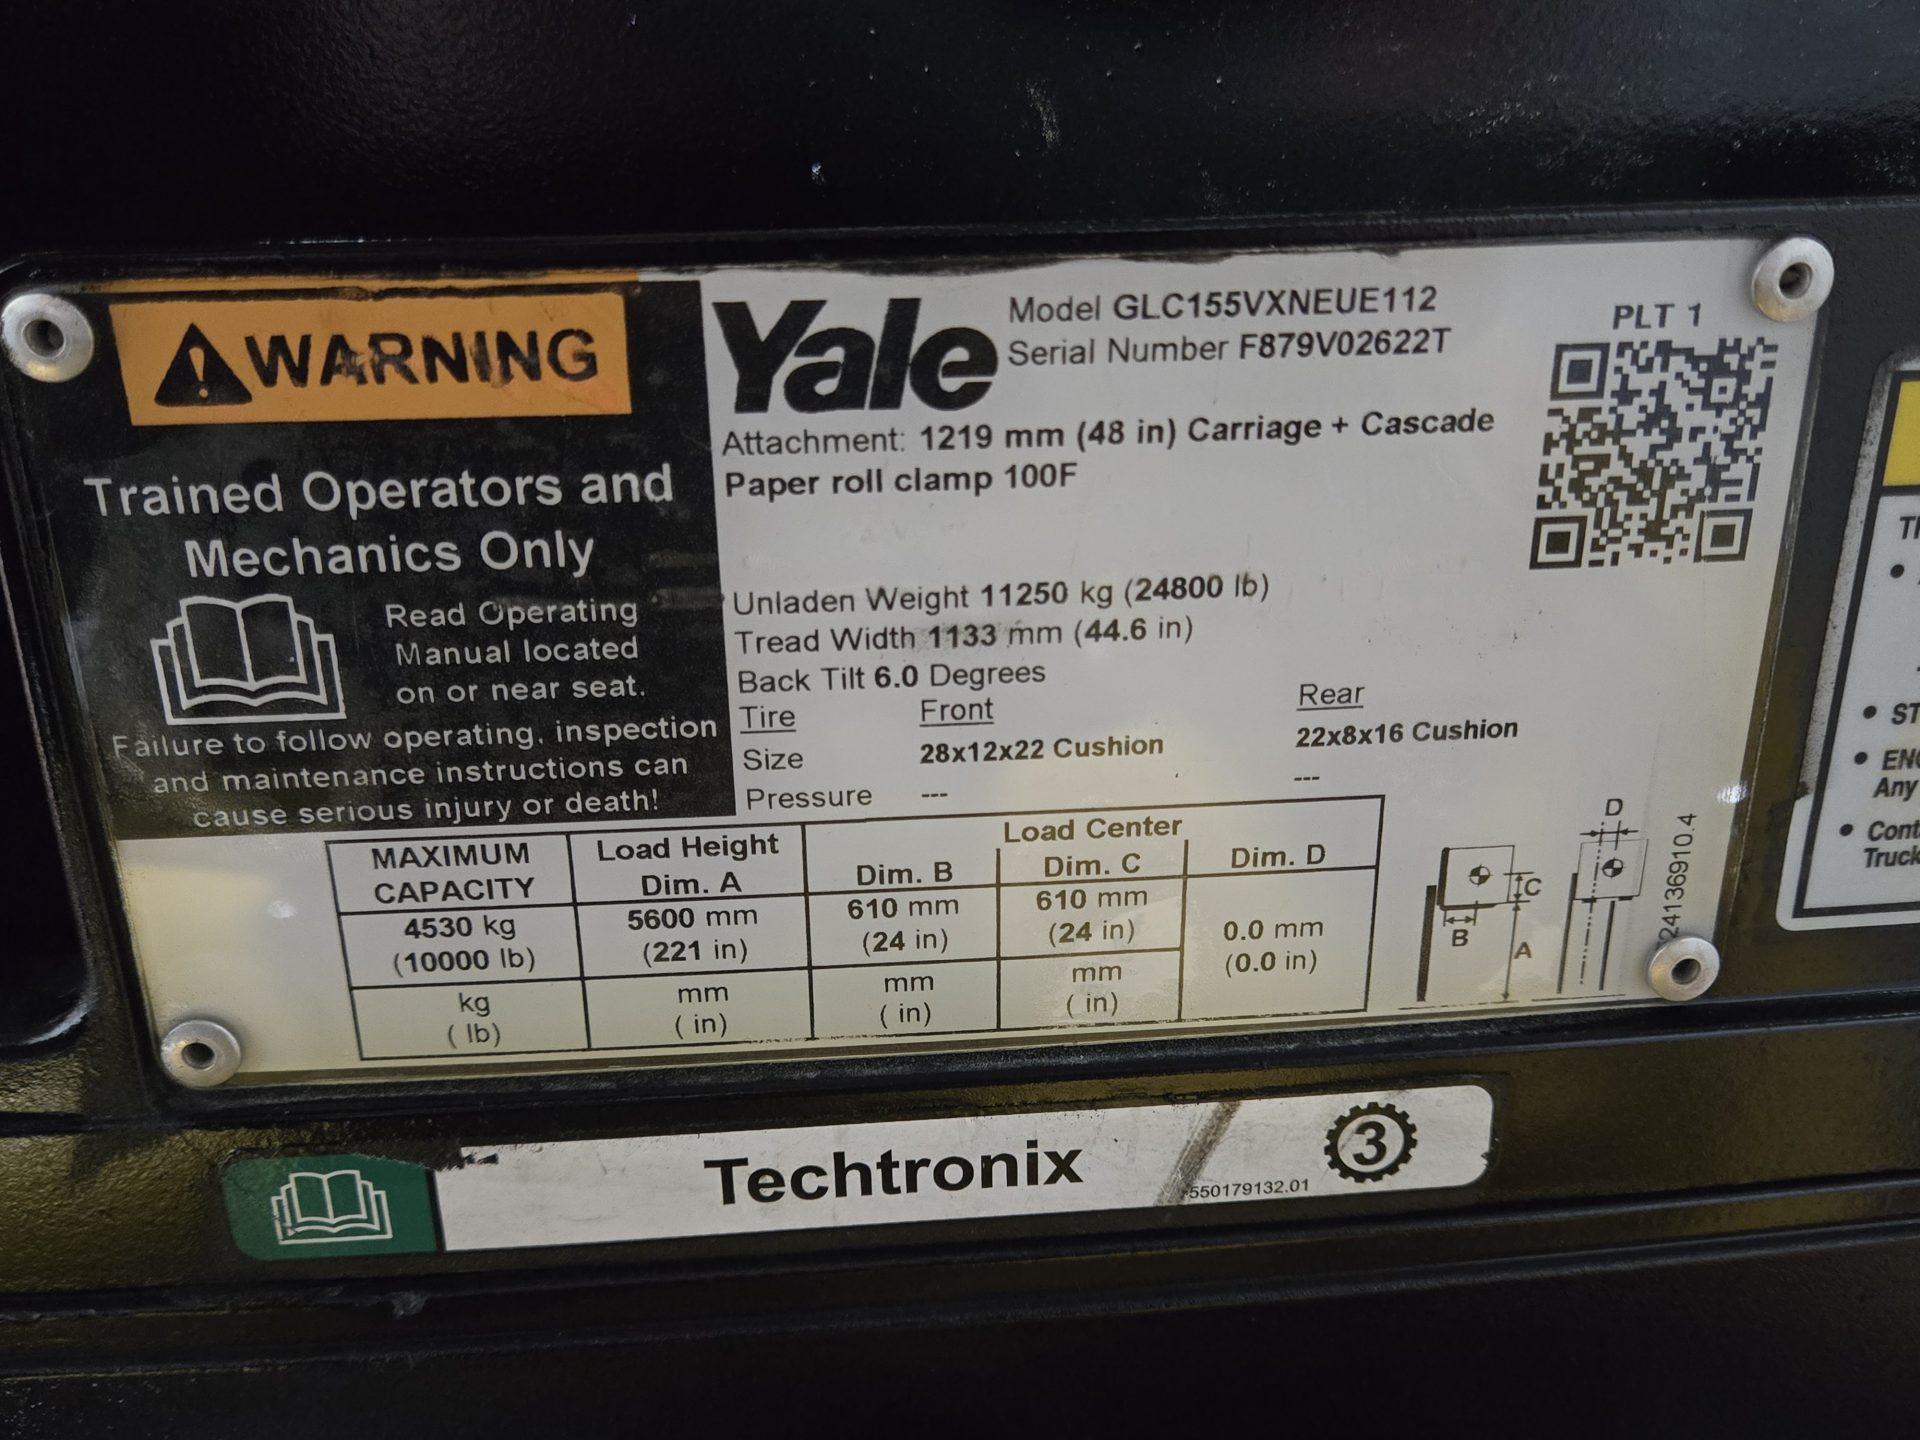 WARNING
Trained Operators and
Mechanics Only
Read Operating
Manual located
on or near seat.
Failure to follow operating, inspection
and maintenance instructions can
cause serious injury or death!
Yale
Model GLC155VXNEUE112
Serial Number F879V02622T
PLT 1
Attachment: 1219 mm (48 in) Carriage + Cascade
Paper roll clamp 100F
Unladen Weight 11250 kg (24800 lb)
Tread Width 1133 mm (44.6 in)
Back Tilt 6.0 Degrees
Tire Front Rear
Size 28x12x22 Cushion 22x8x16 Cushion
Pressure --- ---
MAXIMUM CAPACITY Load Height Dim. A Load Center Dim. B Dim. C Dim. D
4530 kg 5600 mm 610 mm 610 mm 0.0 mm
(10000 lb) (221 in) (24 in) (24 in) (0.0 in)
kg mm mm mm
( lb) ( in) ( in) ( in)
D
C
B
A
241369910.4
Techtronix
550179132.01
3
ST
Any
Truck